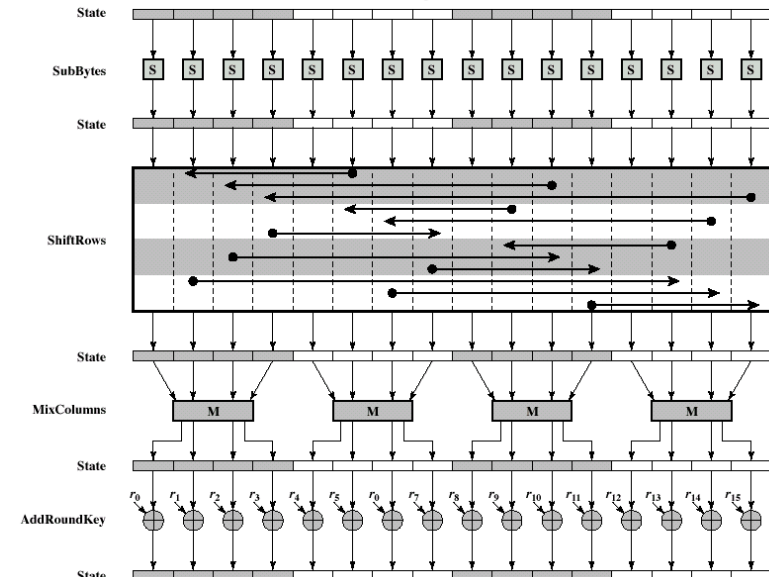 State
SubBytes S S S S S S S S S S S S S S S S
State
ShiftRows
State
MixColumns M M M M
State
r0 r1 r2 r3 r4 r5 r0 r7 r8 r9 r10 r11 r12 r13 r14 r15
AddRoundKey
State